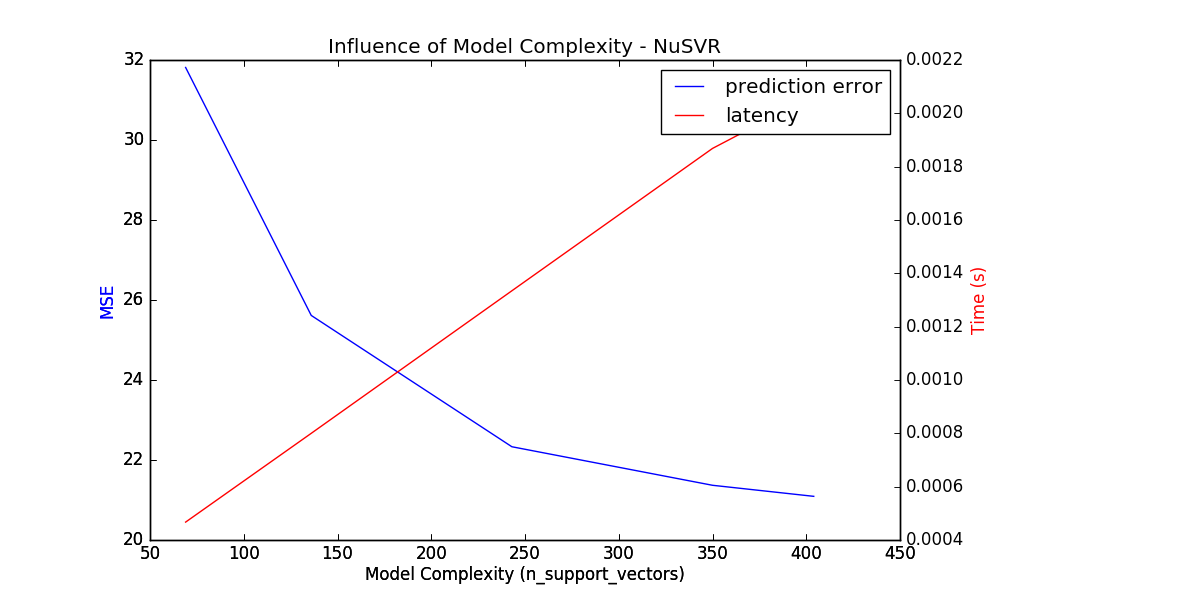 Influence of Model Complexity - NuSVR
prediction error
latency
32
30
28
26
24
22
20
MSE
0.0022
0.0020
0.0018
0.0016
0.0014
0.0012
0.0010
0.0008
0.0006
0.0004
Time (s)
50 100 150 200 250 300 350 400 450
Model Complexity (n_support_vectors)